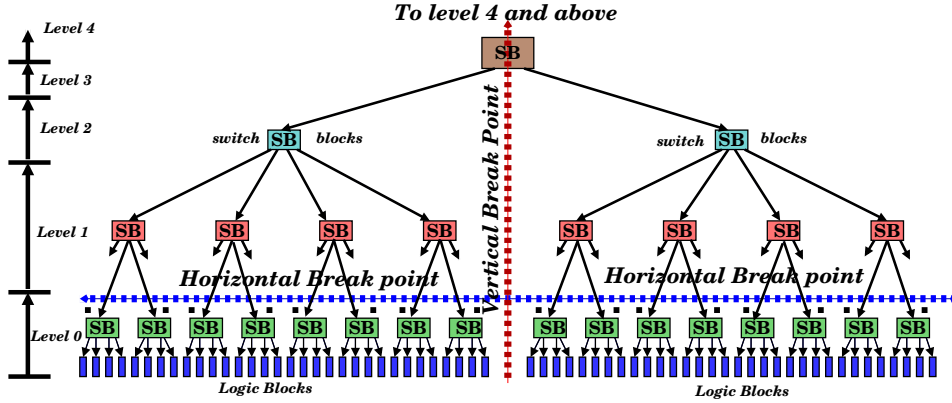 To level 4 and above
Level 4
SB
Level 3
Level 2
switch SB blocks
switch SB blocks
Vertical Break Point
Level 1
SB SB SB SB
SB SB SB SB
Horizontal Break point
Horizontal Break point
Level 0
SB SB SB SB SB SB SB SB
SB SB SB SB SB SB SB SB
Logic Blocks
Logic Blocks